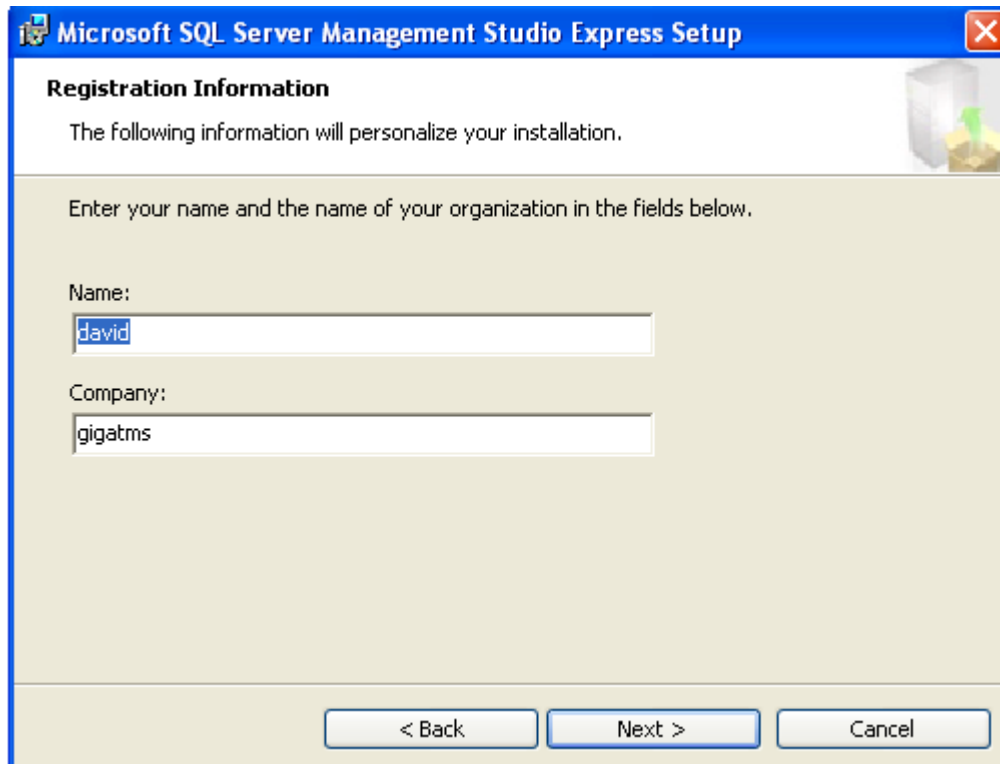 Microsoft SQL Server Management Studio Express Setup
Registration Information
The following information will personalize your installation.
Enter your name and the name of your organization in the fields below.
Name:
david
Company:
gigatms
< Back
Next >
Cancel